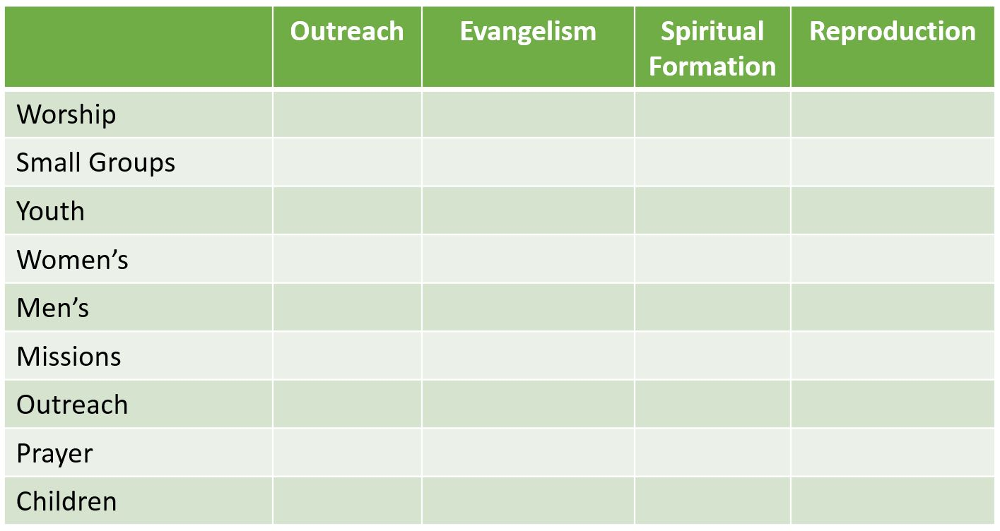 Outreach Evangelism Spiritual Reproduction
Formation
Worship
Small Groups
Youth
Women’s
Men’s
Missions
Outreach
Prayer
Children